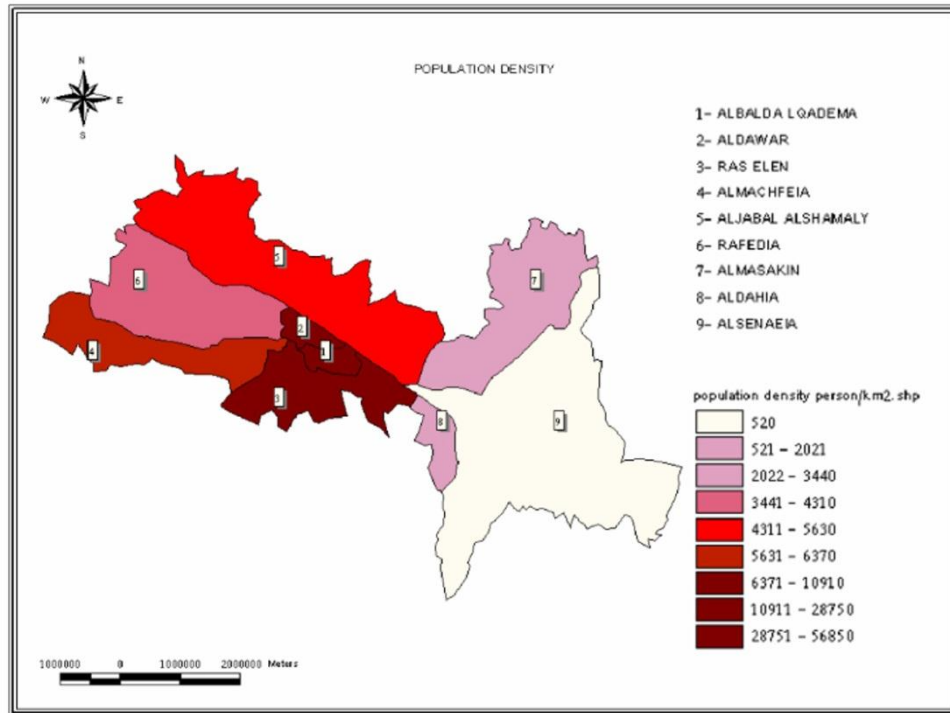 POPULATION DENSITY
N
W E
S
1- ALBALDA LQADEMA
2- ALDAWAR
3- RAS ELEN
4- ALMACHFEIA
5- ALJABAL ALSHAMALY
6- RAFEDIA
7- ALMASAKIN
8- ALDAHIA
9- ALSENAEIA
5
6
7
2
4
1
3
8
9
population density person/km2.shp
520
521 - 2021
2022 - 3440
3441 - 4310
4311 - 5630
5631 - 6370
6371 - 10910
10911 - 28750
28751 - 56850
1000000 0 1000000 2000000 Meters